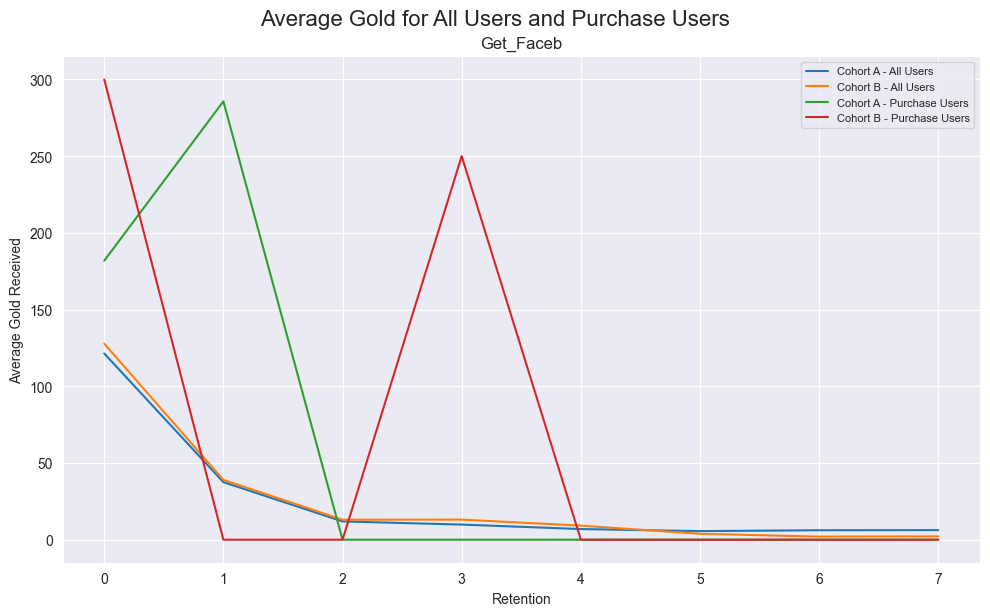 Average Gold for All Users and Purchase Users
Get_Faceb
Cohort A - All Users
Cohort B - All Users
Cohort A - Purchase Users
Cohort B - Purchase Users
Average Gold Received
300
250
200
150
100
50
0
0 1 2 3 4 5 6 7
Retention